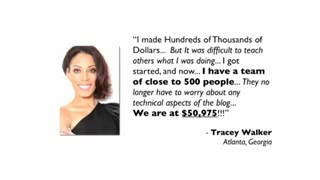 "I made Hundreds of Thousands of
Dollars... But It was difficult to teach
others what I was doing... I got
started, and now... I have a team
of close to 500 people... They no
longer have to worry about any
technical aspects of the blog...
We are at $50,975!!!"
- Tracey Walker
Atlanta, Georgia